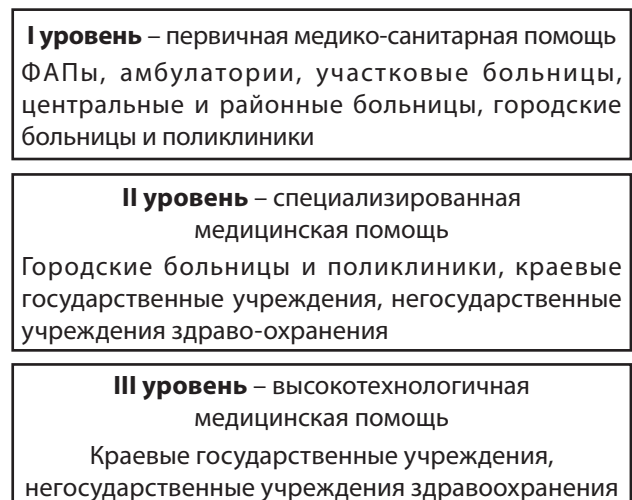 I уровень – первичная медико-санитарная помощь
ФАПы, амбулатории, участковые больницы,
центральные и районные больницы, городские
больницы и поликлиники
II уровень – специализированная
медицинская помощь
Городские больницы и поликлиники, краевые
государственные учреждения, негосударственные
учреждения здраво-охранения
III уровень – высокотехнологичная
медицинская помощь
Краевые государственные учреждения,
негосударственные учреждения здравоохранения